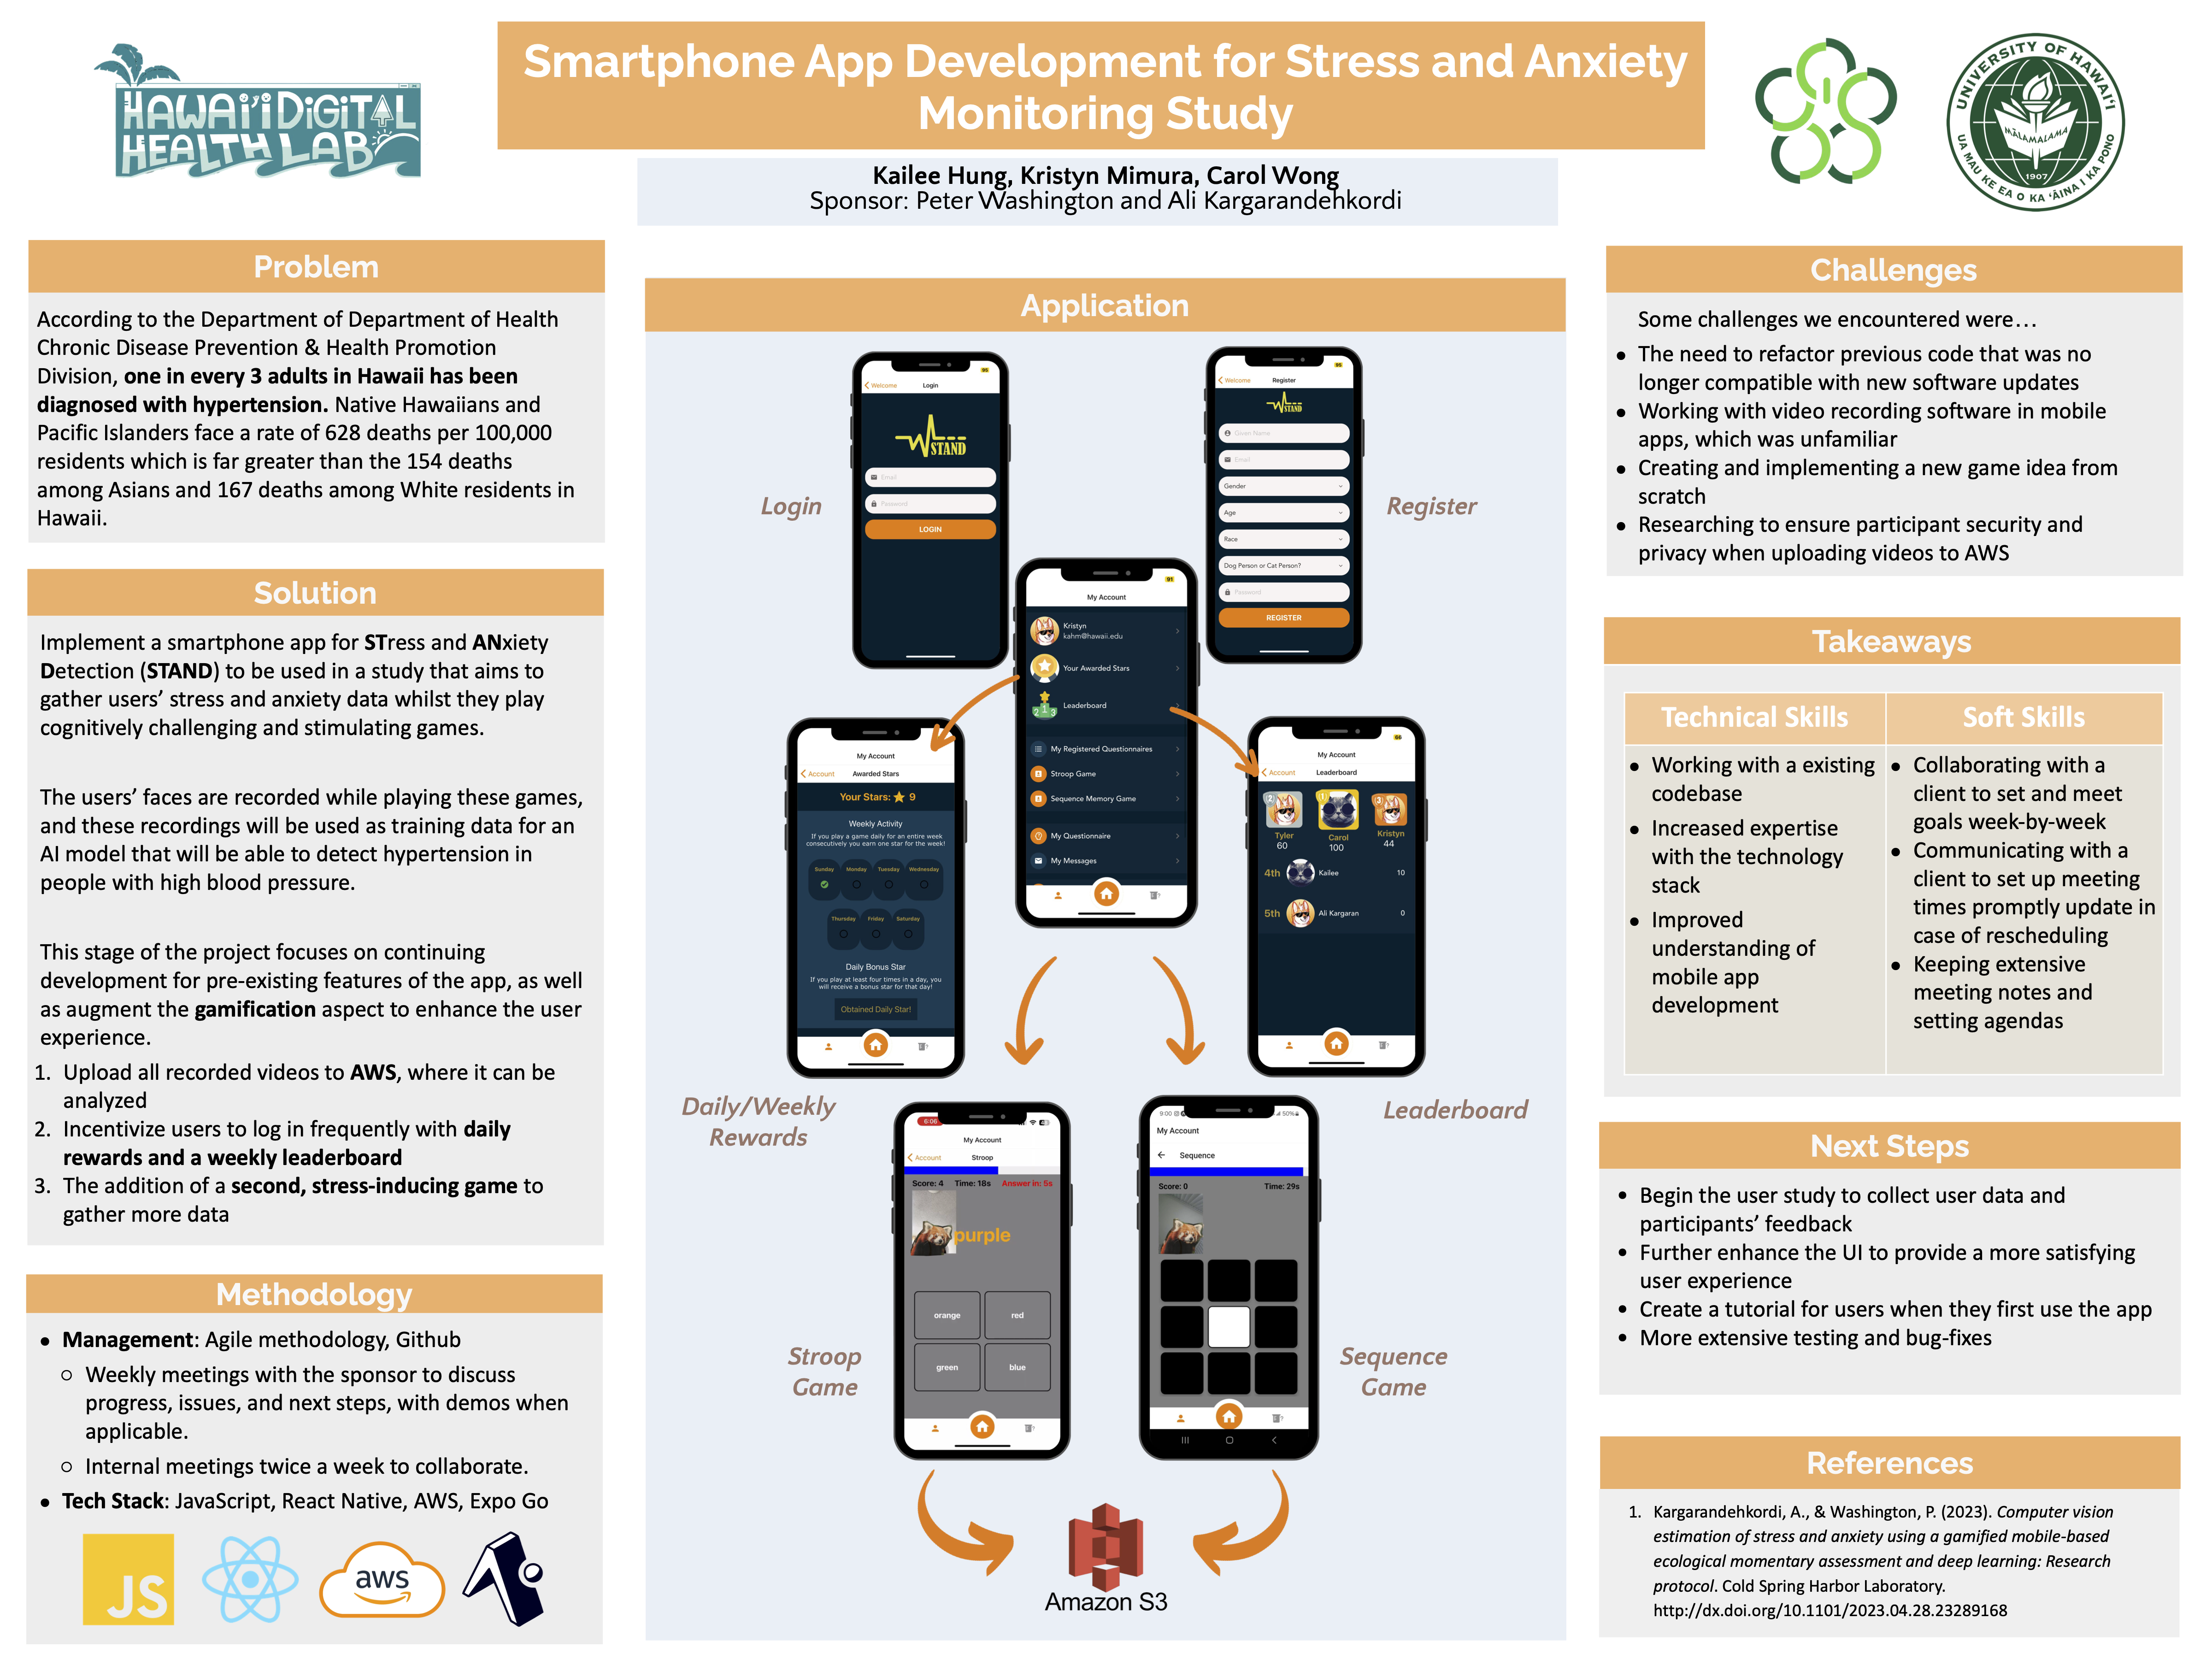 HAWAI'I DIGITAL
HEALTH LAB
Smartphone App Development for Stress and Anxiety
Monitoring Study
UNIVERSITY OF HAWAI'I
MĀLAMALAMA
1907
UA MAU KE EA O KA 'ĀINA I KA PONO
Kailee Hung, Kristyn Mimura, Carol Wong
Sponsor: Peter Washington and Ali Kargarandehkordi
Problem
According to the Department of Department of Health
Chronic Disease Prevention & Health Promotion
Division, one in every 3 adults in Hawaii has been
diagnosed with hypertension. Native Hawaiians and
Pacific Islanders face a rate of 628 deaths per 100,000
residents which is far greater than the 154 deaths
among Asians and 167 deaths among White residents in
Hawaii.
Solution
Implement a smartphone app for STress and ANxiety
Detection (STAND) to be used in a study that aims to
gather users' stress and anxiety data whilst they play
cognitively challenging and stimulating games.
The users' faces are recorded while playing these games,
and these recordings will be used as training data for an
AI model that will be able to detect hypertension in
people with high blood pressure.
This stage of the project focuses on continuing
development for pre-existing features of the app, as well
as augment the gamification aspect to enhance the user
experience.
1. Upload all recorded videos to AWS, where it can be
analyzed
2. Incentivize users to log in frequently with daily
rewards and a weekly leaderboard
3. The addition of a second, stress-inducing game to
gather more data
Methodology
● Management: Agile methodology, Github
○ Weekly meetings with the sponsor to discuss
progress, issues, and next steps, with demos when
applicable.
○ Internal meetings twice a week to collaborate.
● Tech Stack: JavaScript, React Native, AWS, Expo Go
JS
aws
Application
95
Welcome
Login
STAND
Email
Password
LOGIN
Login
95
Welcome
Register
STAND
Given Name
Email
Gender
Age
Race
Dog Person or Cat Person?
Password
REGISTER
Register
91
My Account
Kristyn
kahm@hawaii.edu
Your Awarded Stars
2 1 3
Leaderboard
My Registered Questionnaires
Stroop Game
Sequence Memory Game
My Questionnaire
My Messages
My Account
Account
Awarded Stars
Your Stars: 9
Weekly Activity
If you play a game daily for an entire week
consecutively you earn one star for the week!
Sunday Monday Tuesday Wednesday
Thursday Friday Saturday
Daily Bonus Star
If you play at least four times in a day, you
will receive a bonus star for that day!
Obtained Daily Star!
Daily/Weekly
Rewards
68
My Account
Account
Leaderboard
2 1 3
Tyler Carol Kristyn
60 100 44
4th Kailee 10
5th Ali Kargaran 0
Leaderboard
6:06
My Account
Account
Stroop
Score: 4 Time: 18s Answer in: 5s
purple
orange red
green blue
Stroop
Game
9:00 50%
My Account
Sequence
Score: 0 Time: 29s
Sequence
Game
Amazon S3
Challenges
Some challenges we encountered were…
● The need to refactor previous code that was no
longer compatible with new software updates
● Working with video recording software in mobile
apps, which was unfamiliar
● Creating and implementing a new game idea from
scratch
● Researching to ensure participant security and
privacy when uploading videos to AWS
Takeaways
Technical Skills
● Working with a existing
codebase
● Increased expertise
with the technology
stack
● Improved
understanding of
mobile app
development
Soft Skills
● Collaborating with a
client to set and meet
goals week-by-week
● Communicating with a
client to set up meeting
times promptly update in
case of rescheduling
● Keeping extensive
meeting notes and
setting agendas
Next Steps
● Begin the user study to collect user data and
participants' feedback
● Further enhance the UI to provide a more satisfying
user experience
● Create a tutorial for users when they first use the app
● More extensive testing and bug-fixes
References
1. Kargarandehkordi, A., & Washington, P. (2023). Computer vision
estimation of stress and anxiety using a gamified mobile-based
ecological momentary assessment and deep learning: Research
protocol. Cold Spring Harbor Laboratory.
http://dx.doi.org/10.1101/2023.04.28.23289168